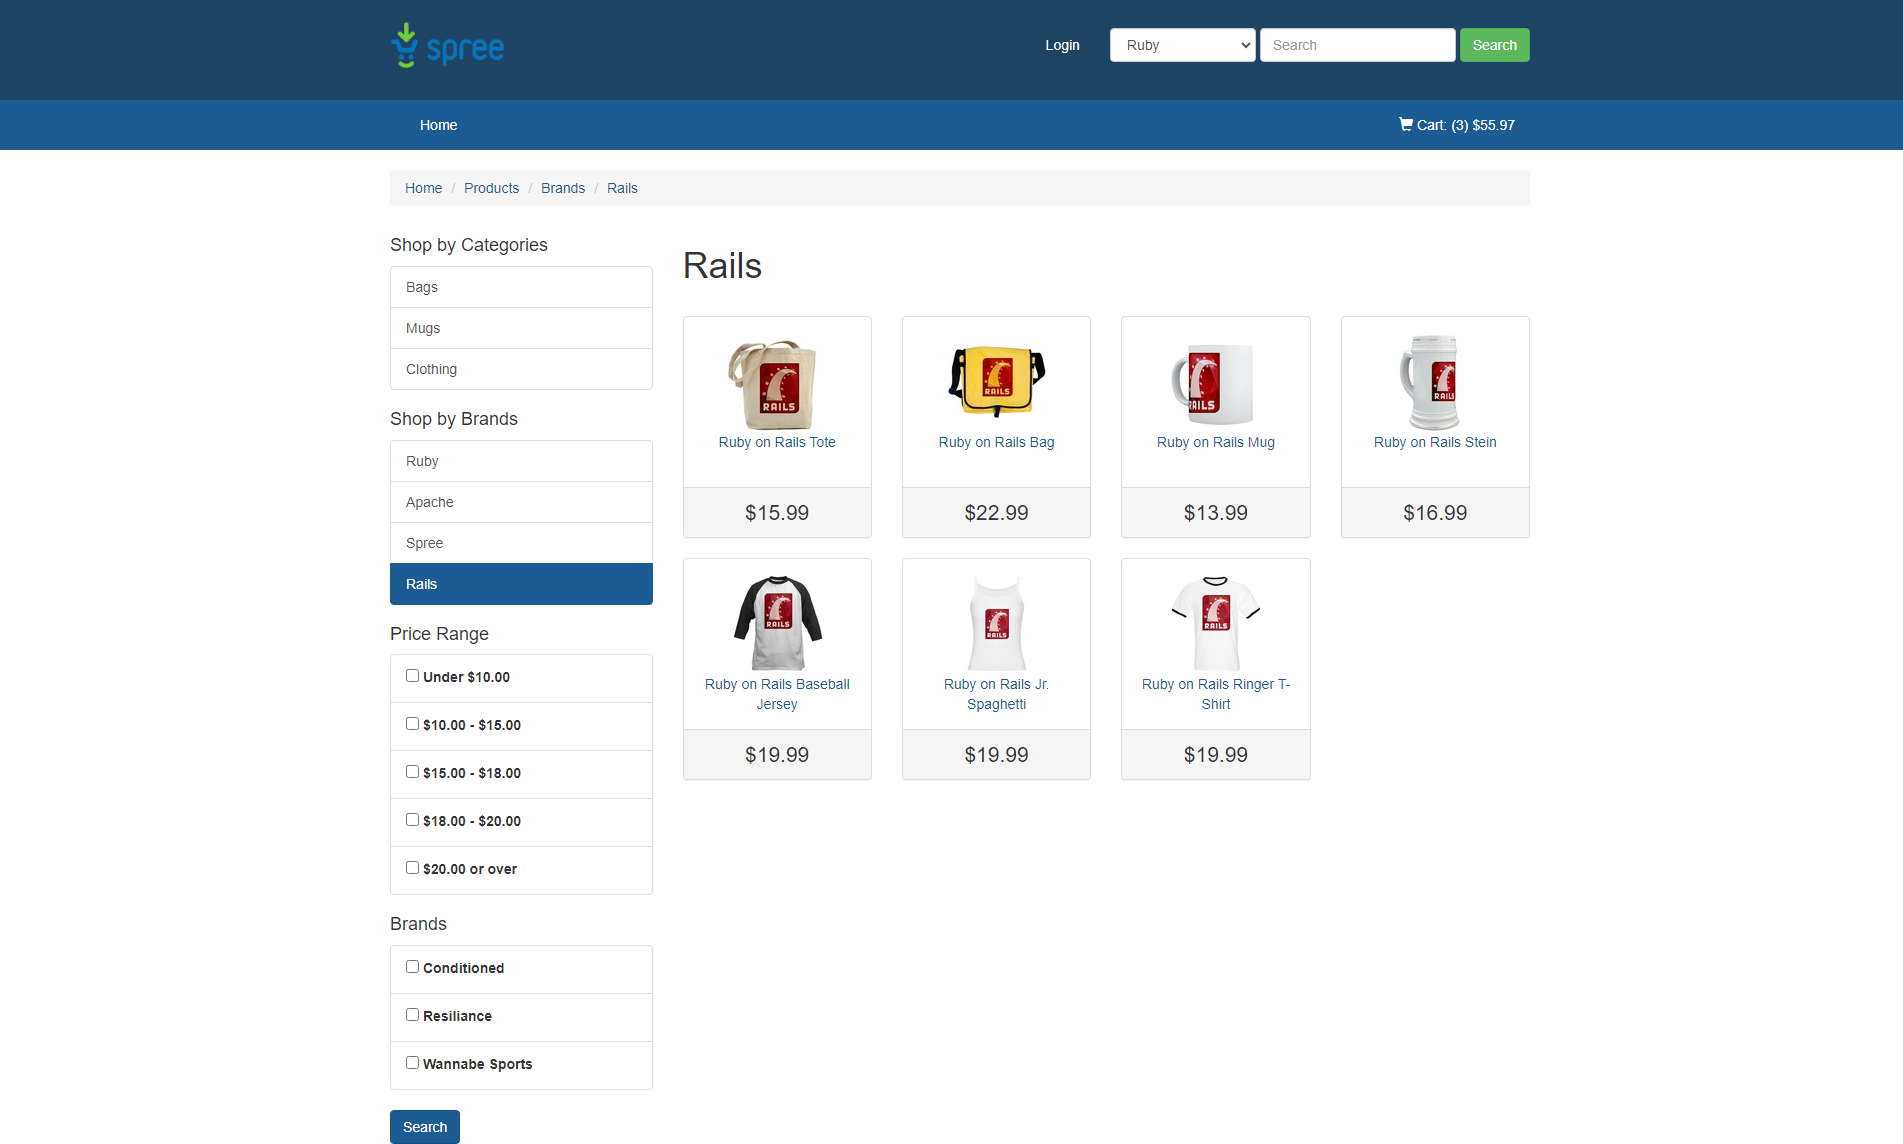 spree
Login
Ruby
Search
Search
Home
Cart: (3) $55.97
Home / Products / Brands / Rails
Shop by Categories
Bags
Mugs
Clothing
Shop by Brands
Ruby
Apache
Spree
Rails
Price Range
Under $10.00
$10.00 - $15.00
$15.00 - $18.00
$18.00 - $20.00
$20.00 or over
Brands
Conditioned
Resiliance
Wannabe Sports
Search
Rails
RAILS
Ruby on Rails Tote
$15.99
RAILS
Ruby on Rails Bag
$22.99
RAILS
Ruby on Rails Mug
$13.99
RAILS
Ruby on Rails Stein
$16.99
RAILS
Ruby on Rails Baseball
Jersey
$19.99
RAILS
Ruby on Rails Jr.
Spaghetti
$19.99
RAILS
Ruby on Rails Ringer T-
Shirt
$19.99